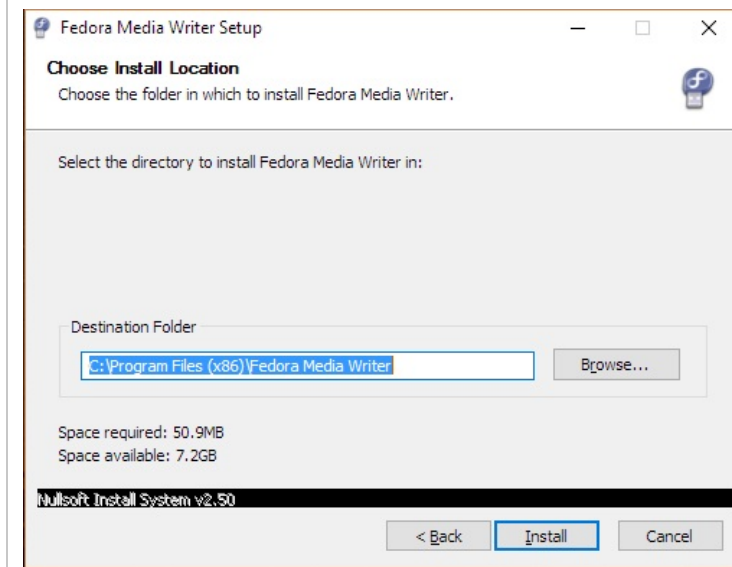 Fedora Media Writer Setup
Choose Install Location
Choose the folder in which to install Fedora Media Writer.
Select the directory to install Fedora Media Writer in:
Destination Folder
C:\Program Files (x86)\Fedora Media Writer
Browse...
Space required: 50.9MB
Space available: 7.2GB
Nullsoft Install System v2.50
< Back
Install
Cancel